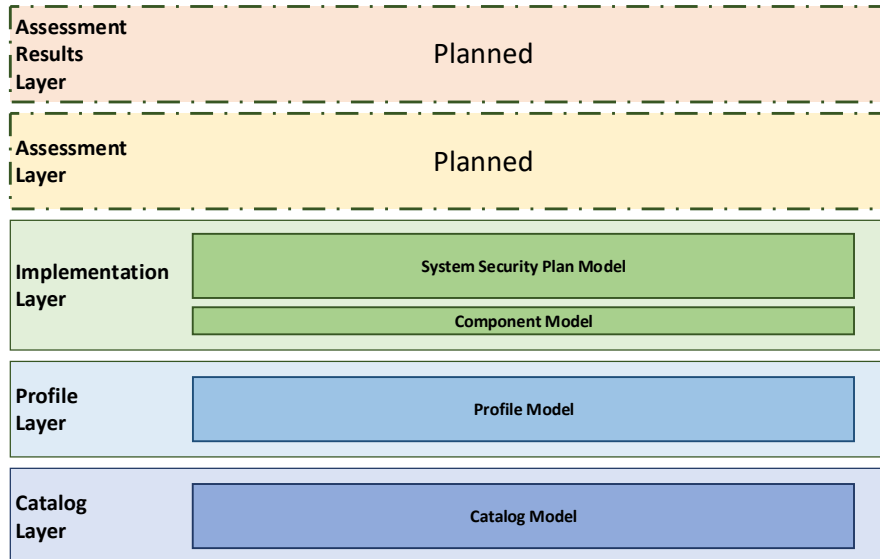 Assessment
Results
Layer
Planned
Assessment
Layer
Planned
Implementation
Layer
System Security Plan Model
Component Model
Profile
Layer
Profile Model
Catalog
Layer
Catalog Model